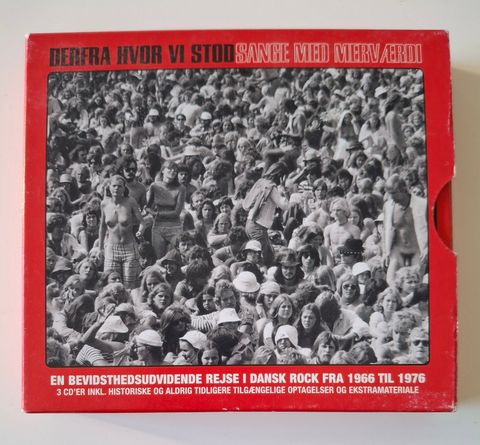 DERFRA HVOR VI STOD SANGE MED MERVÆRDI
EN BEVIDSTHEDSUDVIDENDE REJSE I DANSK ROCK FRA 1966 TIL 1976
3 CD'ER INKL. HISTORISKE OG ALDRIG TIDLIGERE TILGÆNGELIGE OPTAGELSER OG EKSTRAMATERIALE